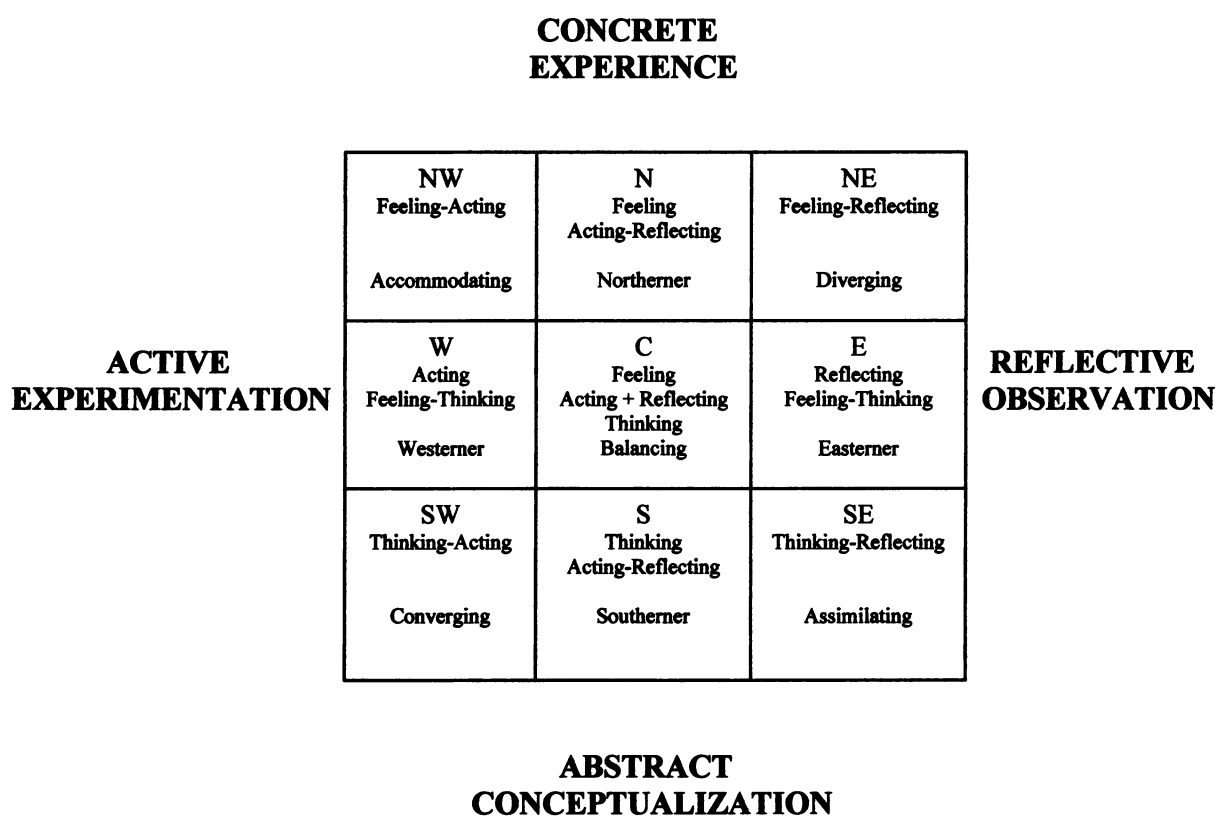 CONCRETE
EXPERIENCE
NW
Feeling-Acting
Accommodating
N
Feeling
Acting-Reflecting
Northerner
NE
Feeling-Reflecting
Diverging
ACTIVE
EXPERIMENTATION
W
Acting
Feeling-Thinking
Westerner
C
Feeling
Acting + Reflecting
Thinking
Balancing
E
Reflecting
Feeling-Thinking
Easterner
REFLECTIVE
OBSERVATION
SW
Thinking-Acting
Converging
S
Thinking
Acting-Reflecting
Southerner
SE
Thinking-Reflecting
Assimilating
ABSTRACT
CONCEPTUALIZATION